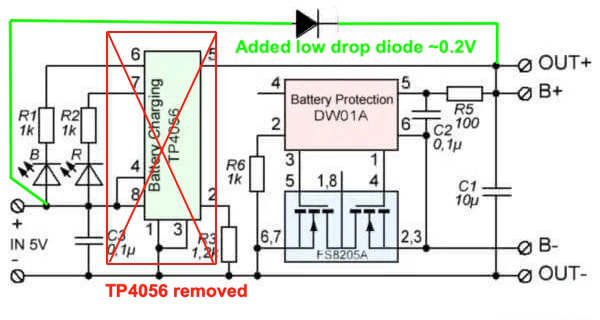 Added low drop diode ~0.2V
6
5
OUT+
7
4
Battery Protection
DW01A
5
B+
R1
1k
R2
1k
Battery Charging
TP4056
R5
100
2
6
C2
0,1µ
B
R
4
R6
1k
3
1
8
2
5
1,8
4
C1
10µ
+
IN 5V
-
C3
0,1µ
1
3
R3
1,2k
6,7
2,3
B-
FS8205A
OUT-
TP4056 removed